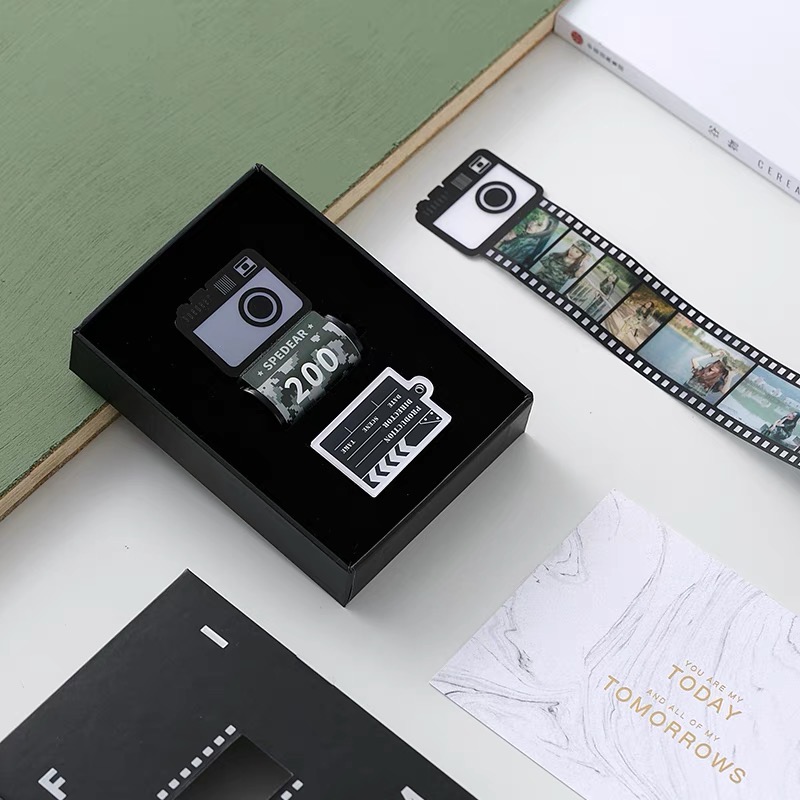 CEREA
★ SPEDEAR ★
200
PRODUCTION
DIRECTOR
DATE SCENE TAKE
YOU ARE MY
TODAY
AND ALL OF MY
TOMORROWS
I
F